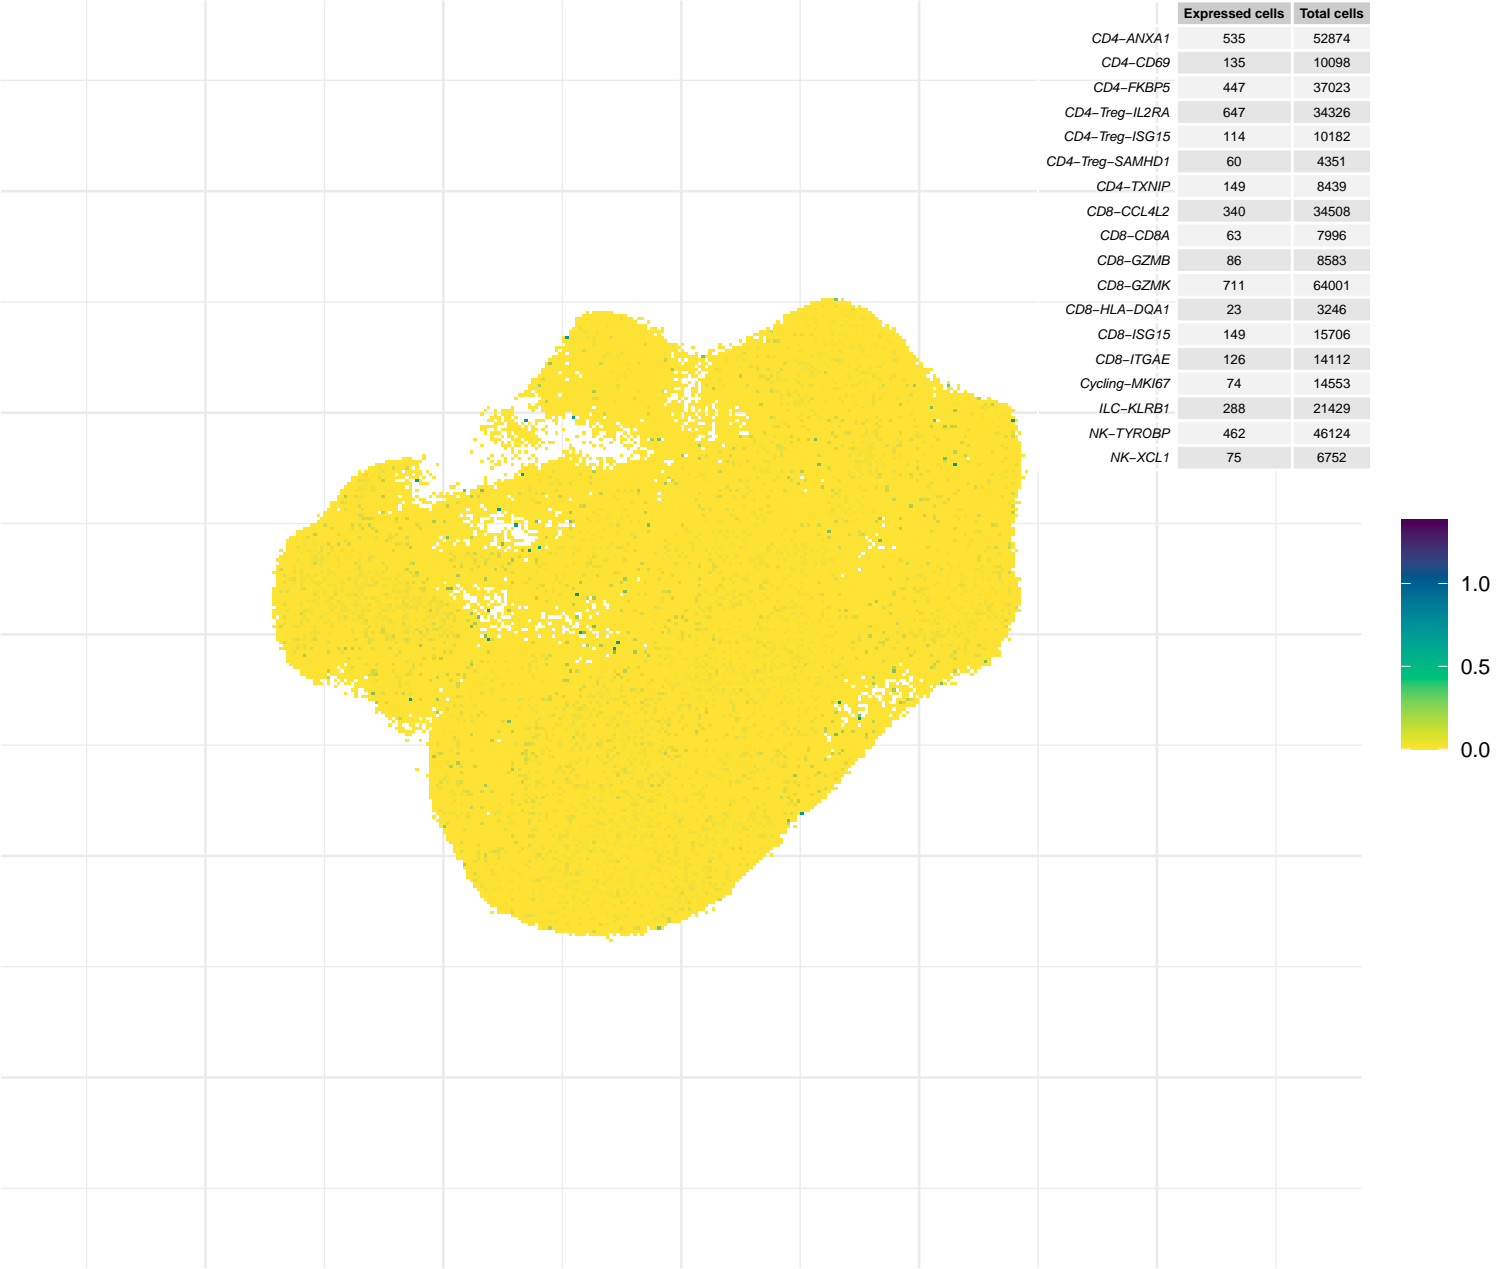 Expressed cells Total cells
CD4−ANXA1 535 52874
CD4−CD69 135 10098
CD4−FKBP5 447 37023
CD4−Treg−IL2RA 647 34326
CD4−Treg−ISG15 114 10182
CD4−Treg−SAMHD1 60 4351
CD4−TXNIP 149 8439
CD8−CCL4L2 340 34508
CD8−CD8A 63 7996
CD8−GZMB 86 8583
CD8−GZMK 711 64001
CD8−HLA−DQA1 23 3246
CD8−ISG15 149 15706
CD8−ITGAE 126 14112
Cycling−MKI67 74 14553
ILC−KLRB1 288 21429
NK−TYROBP 462 46124
NK−XCL1 75 6752
1.0
0.5
0.0